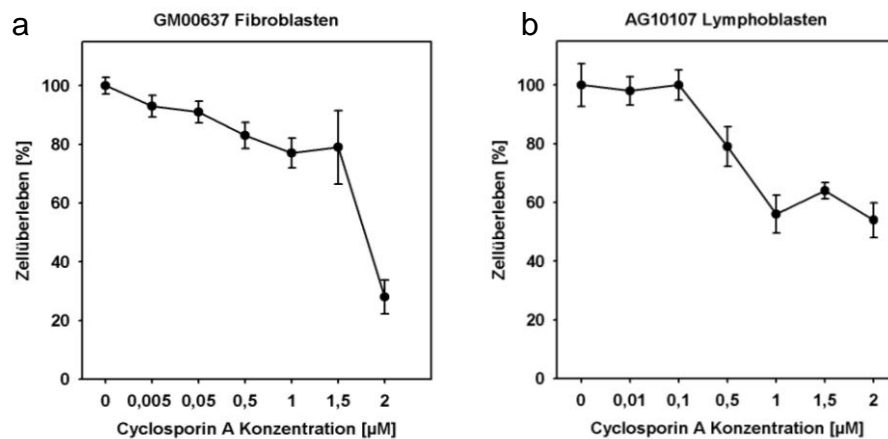 a
GM00637 Fibroblasten
Zellüberleben [%]
100
80
60
40
20
0
0 0,005 0,05 0,5 1 1,5 2
Cyclosporin A Konzentration [µM]
b
AG10107 Lymphoblasten
Zellüberleben [%]
100
80
60
40
20
0
0 0,01 0,1 0,5 1 1,5 2
Cyclosporin A Konzentration [µM]